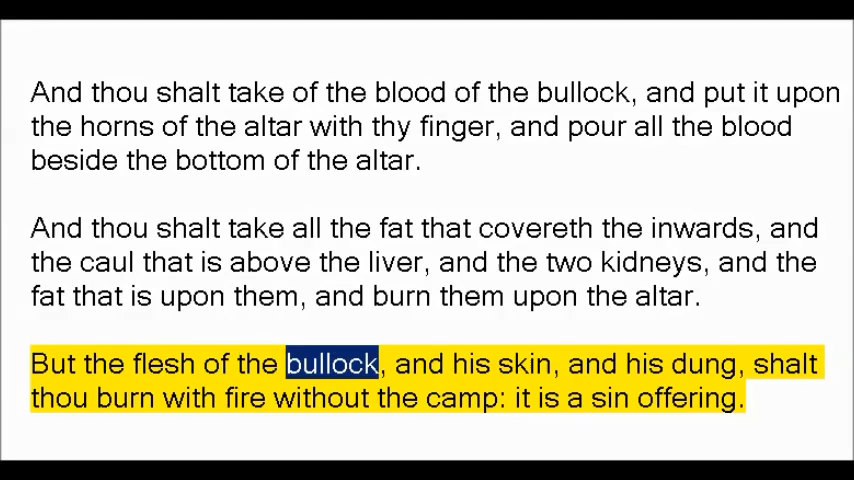 And thou shalt take of the blood of the bullock, and put it upon
the horns of the altar with thy finger, and pour all the blood
beside the bottom of the altar.
And thou shalt take all the fat that covereth the inwards, and
the caul that is above the liver, and the two kidneys, and the
fat that is upon them, and burn them upon the altar.
But the flesh of the bullock, and his skin, and his dung, shalt
thou burn with fire without the camp: it is a sin offering.